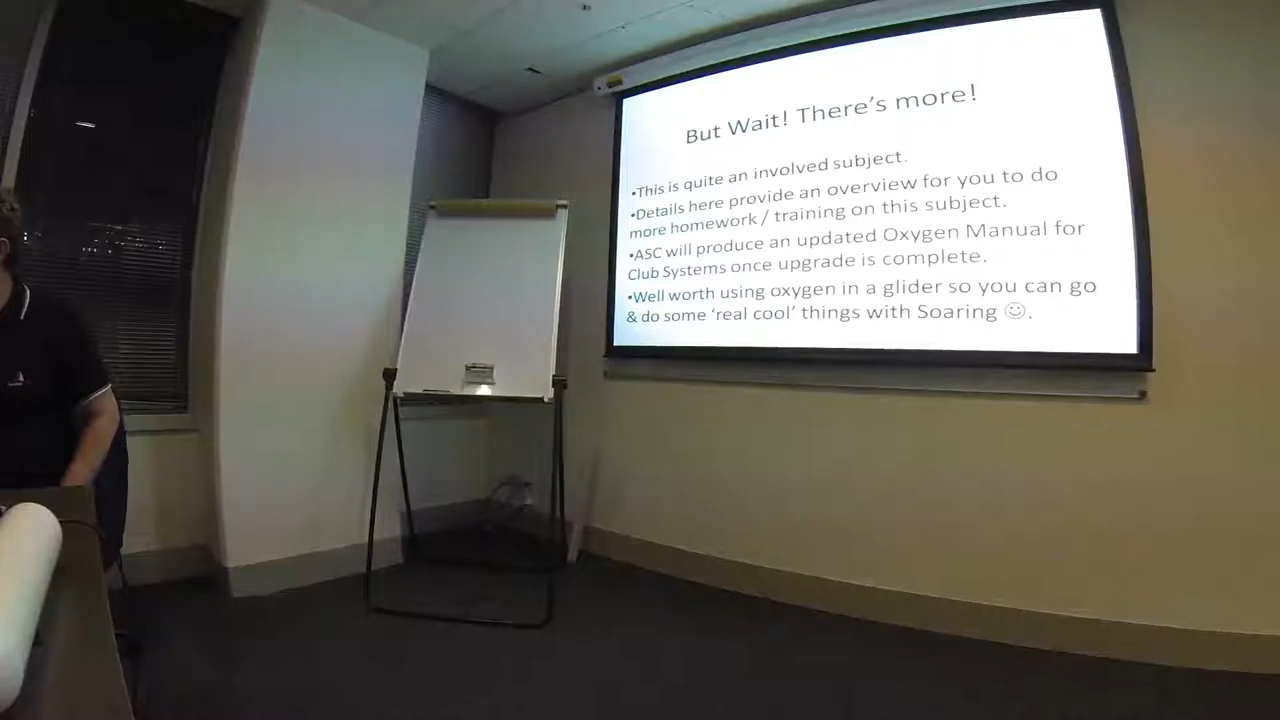 But Wait! There's more!
•This is quite an involved subject.
•Details here provide an overview for you to do
more homework / training on this subject.
•ASC will produce an updated Oxygen Manual for
Club Systems once upgrade is complete.
•Well worth using oxygen in a glider so you can go
& do some 'real cool' things with Soaring ☺.